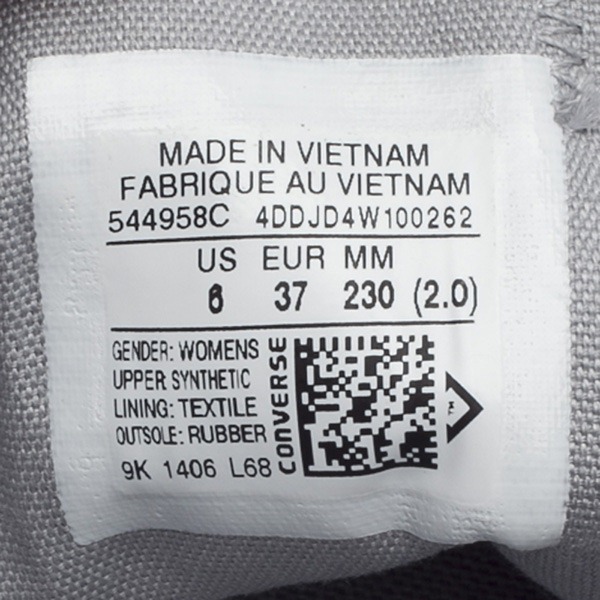 MADE IN VIETNAM
FABRIQUE AU VIETNAM
544958C 4DDJD4W100262
US EUR MM
6 37 230 (2.0)
GENDER: WOMENS
UPPER SYNTHETIC
LINING: TEXTILE
OUTSOLE: RUBBER
9K 1406 L68
CONVERSE
TM